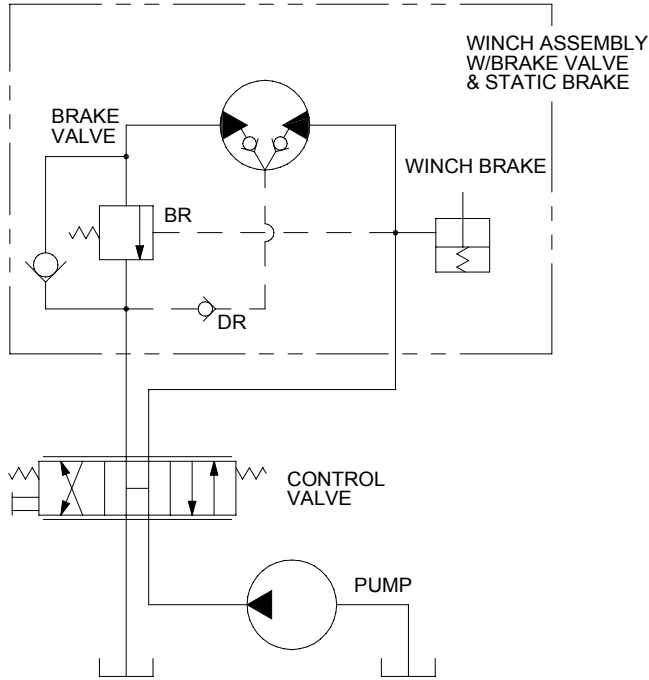 WINCH ASSEMBLY
W/BRAKE VALVE
& STATIC BRAKE
BRAKE
VALVE
WINCH BRAKE
BR
DR
CONTROL
VALVE
PUMP